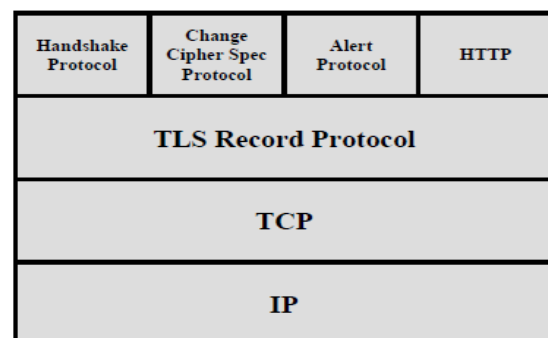 Handshake
Protocol
Change
Cipher Spec
Protocol
Alert
Protocol
HTTP
TLS Record Protocol
TCP
IP